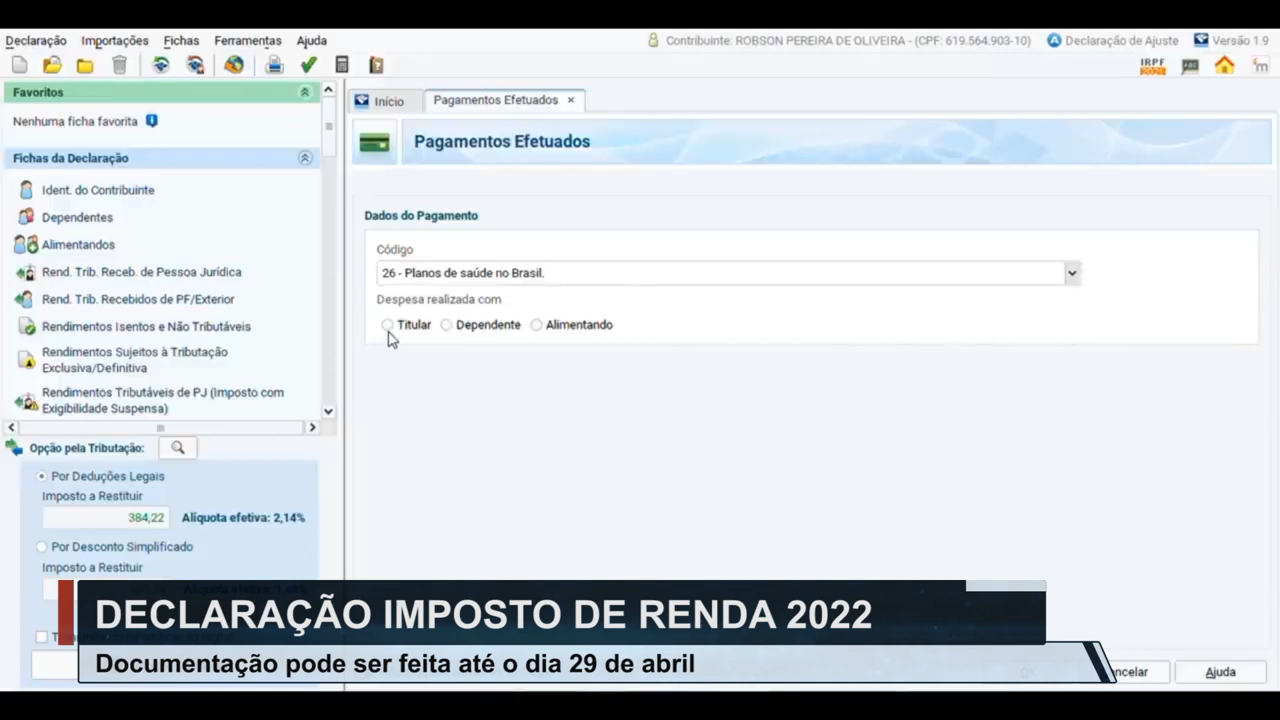 Declaração Importações Fichas Ferramentas Ajuda
Contribuinte: ROBSON PEREIRA DE OLIVEIRA - (CPF: 619.564.903-10) Declaração de Ajuste Versão 1.9
IRPF
Favoritos
Nenhuma ficha favorita
Fichas da Declaração
Ident. do Contribuinte
Dependentes
Alimentandos
Rend. Trib. Receb. de Pessoa Jurídica
Rend. Trib. Recebidos de PF/Exterior
Rendimentos Isentos e Não Tributáveis
Rendimentos Sujeitos à Tributação
Exclusiva/Definitiva
Rendimentos Tributáveis de PJ (Imposto com
Exigibilidade Suspensa)
Opção pela Tributação:
Por Deduções Legais
Imposto a Restituir
384,22 Alíquota efetiva: 2,14%
Por Desconto Simplificado
Imposto a Restituir
Início Pagamentos Efetuados
Pagamentos Efetuados
Dados do Pagamento
Código
26 - Planos de saúde no Brasil.
Despesa realizada com
Titular Dependente Alimentando
DECLARAÇÃO IMPOSTO DE RENDA 2022
Documentação pode ser feita até o dia 29 de abril
ncelar Ajuda